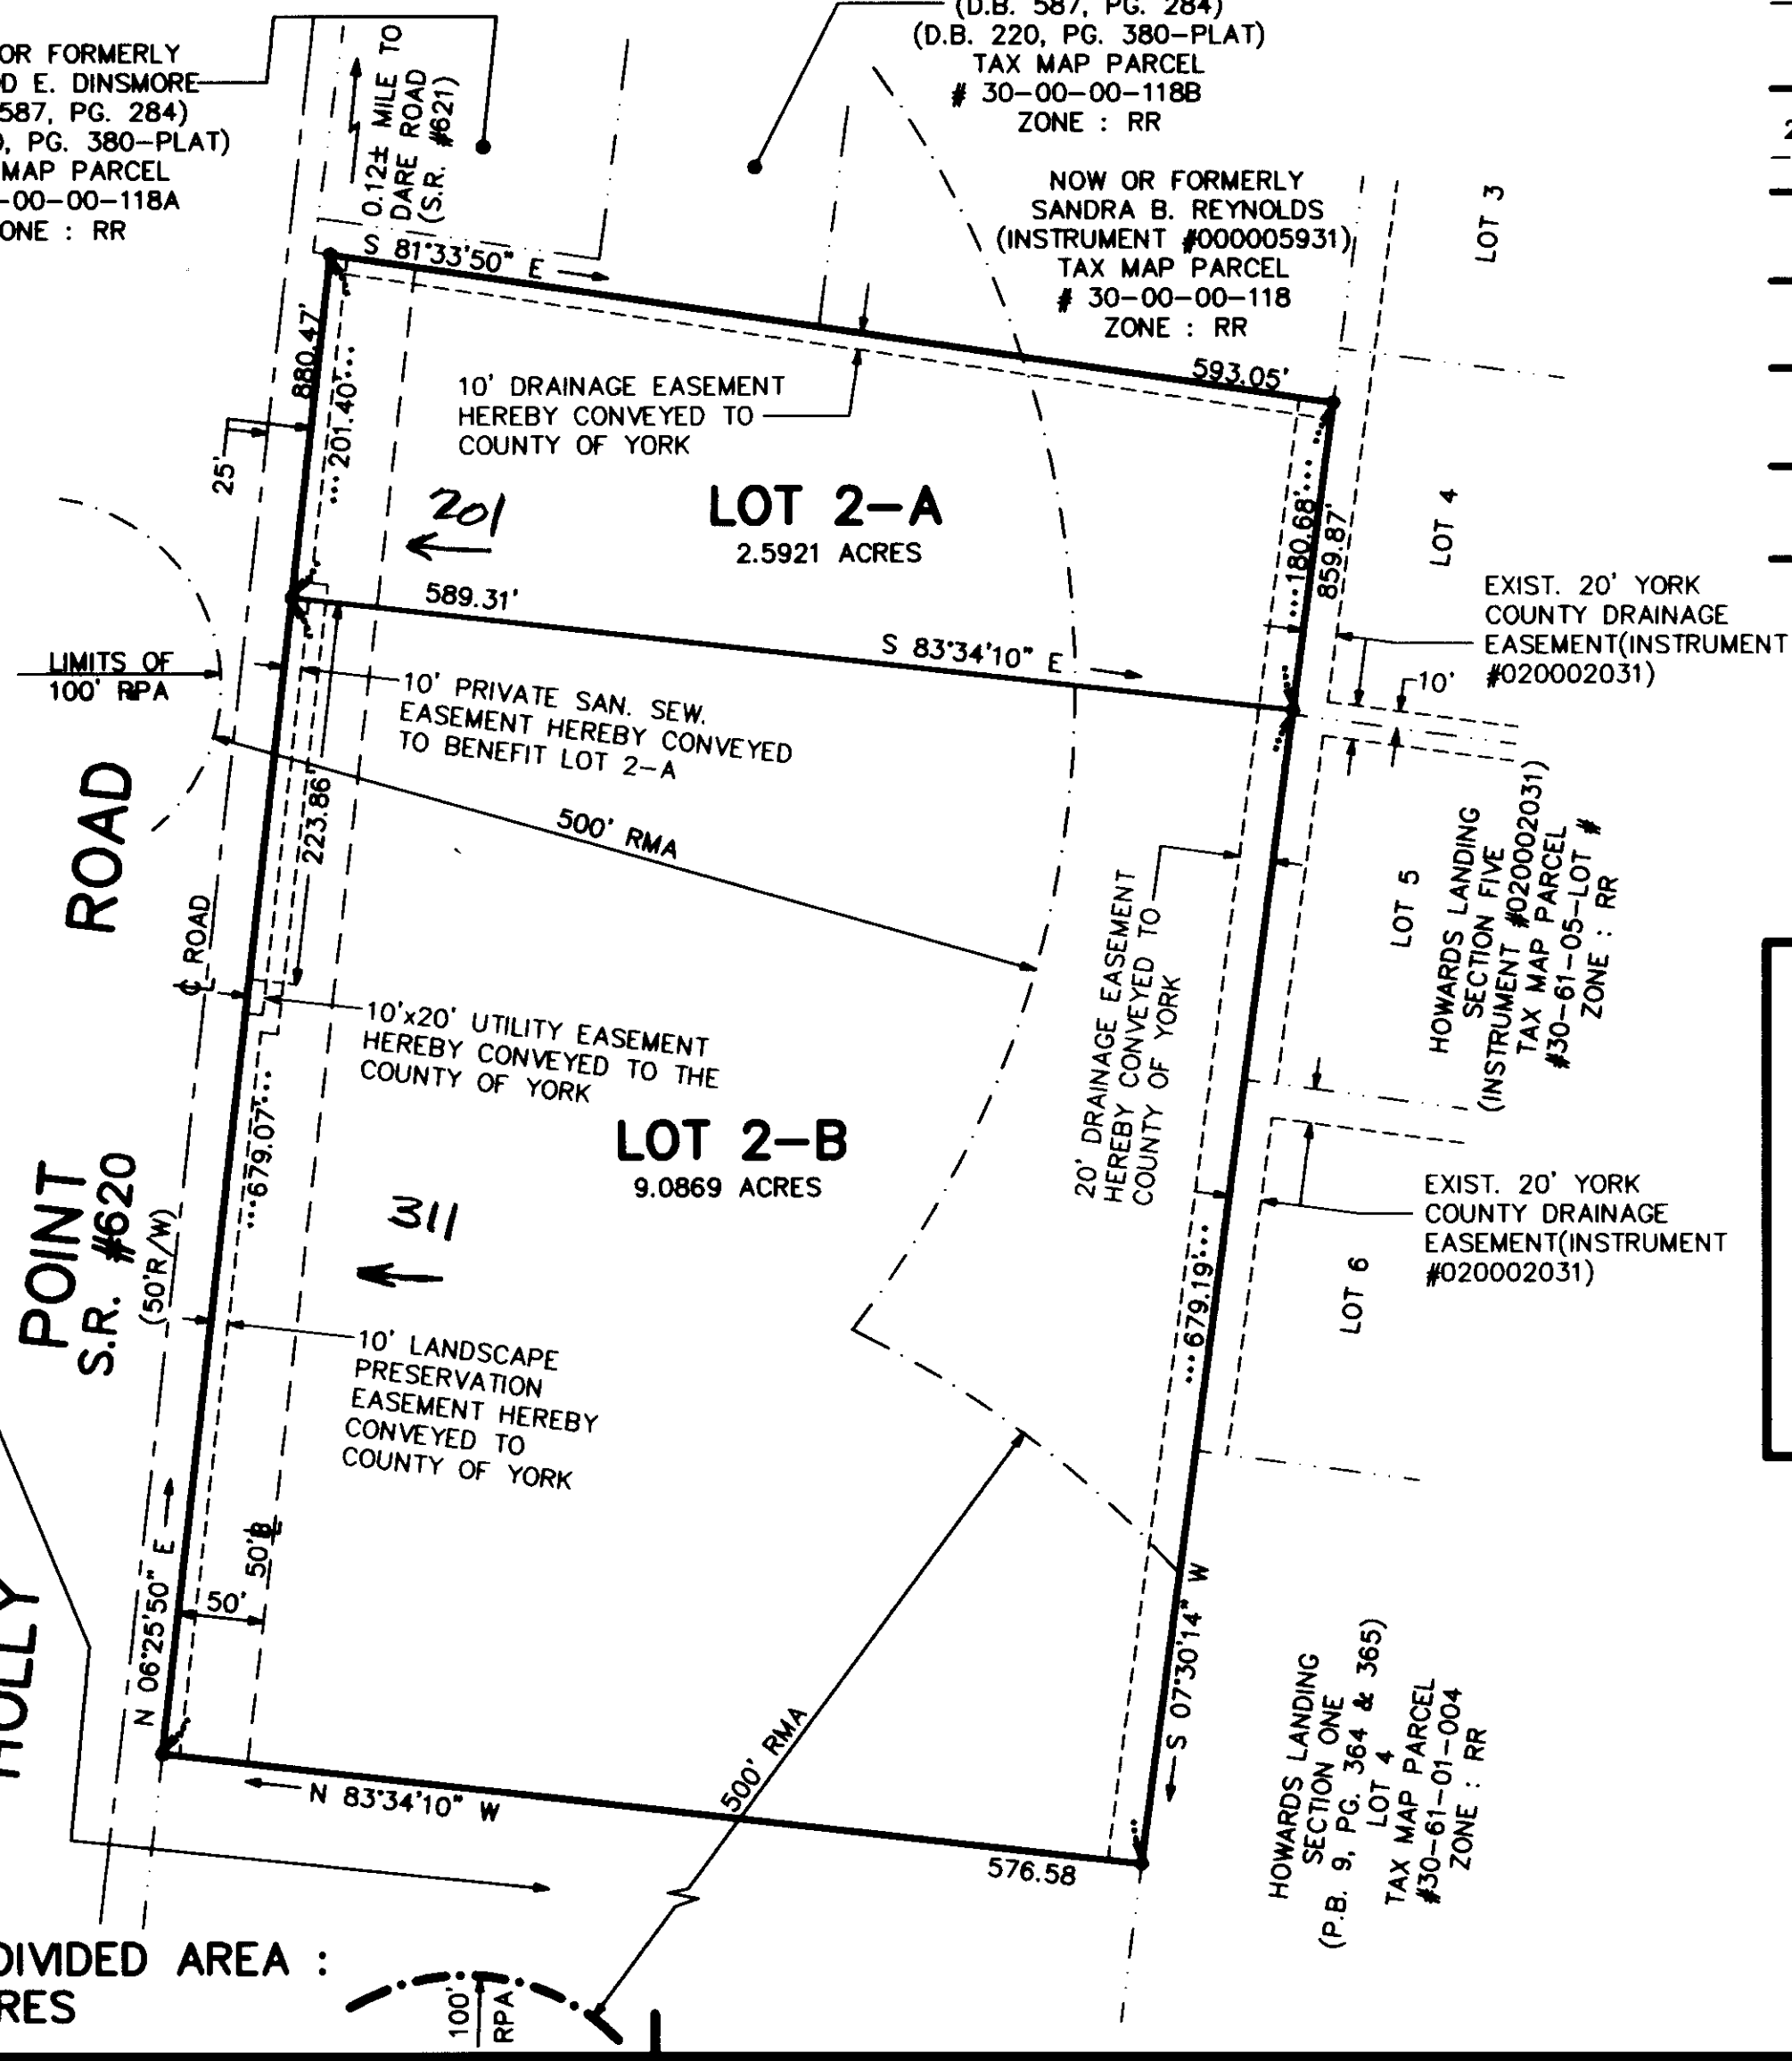 OR FORMERLY
D E. DINSMORE
587, PG. 284)
, PG. 380-PLAT)
MAP PARCEL
-00-00-118A
ONE : RR
0.12± MILE TO
DARE ROAD
(S.R. #621)
(D.B. 587, PG. 284)
(D.B. 220, PG. 380-PLAT)
TAX MAP PARCEL
# 30-00-00-118B
ZONE : RR
NOW OR FORMERLY
SANDRA B. REYNOLDS
(INSTRUMENT #000005931)
TAX MAP PARCEL
# 30-00-00-118
ZONE : RR
LOT 3
S 81°33'50" E
593.05'
880.47'
...201.40'...
25'
10' DRAINAGE EASEMENT
HEREBY CONVEYED TO
COUNTY OF YORK
201
LOT 2-A
2.5921 ACRES
...180.68'...
859.87'
LOT 4
EXIST. 20' YORK
COUNTY DRAINAGE
EASEMENT(INSTRUMENT
#020002031)
10'
589.31'
S 83°34'10" E
LIMITS OF
100' RPA
10' PRIVATE SAN. SEW.
EASEMENT HEREBY CONVEYED
TO BENEFIT LOT 2-A
223.86'
500' RMA
ROAD
℄ ROAD
20' DRAINAGE EASEMENT
HEREBY CONVEYED TO
COUNTY OF YORK
LOT 5
HOWARDS LANDING
SECTION FIVE
(INSTRUMENT #020002031)
TAX MAP PARCEL
#30-61-05-LOT #
ZONE : RR
10'x20' UTILITY EASEMENT
HEREBY CONVEYED TO THE
COUNTY OF YORK
...679.07'...
LOT 2-B
9.0869 ACRES
311
POINT
S.R. #620
(50'R/W)
EXIST. 20' YORK
COUNTY DRAINAGE
EASEMENT(INSTRUMENT
#020002031)
LOT 6
...679.19'...
10' LANDSCAPE
PRESERVATION
EASEMENT HEREBY
CONVEYED TO
COUNTY OF YORK
N 06°25'50" E
50'
50'BL
HOLLY
S 07°30'14" W
HOWARDS LANDING
SECTION ONE
(P.B. 9, PG. 364 & 365)
LOT 4
TAX MAP PARCEL
#30-61-01-004
ZONE : RR
N 83°34'10" W
576.58
500' RMA
DIVIDED AREA :
RES
100'
RPA